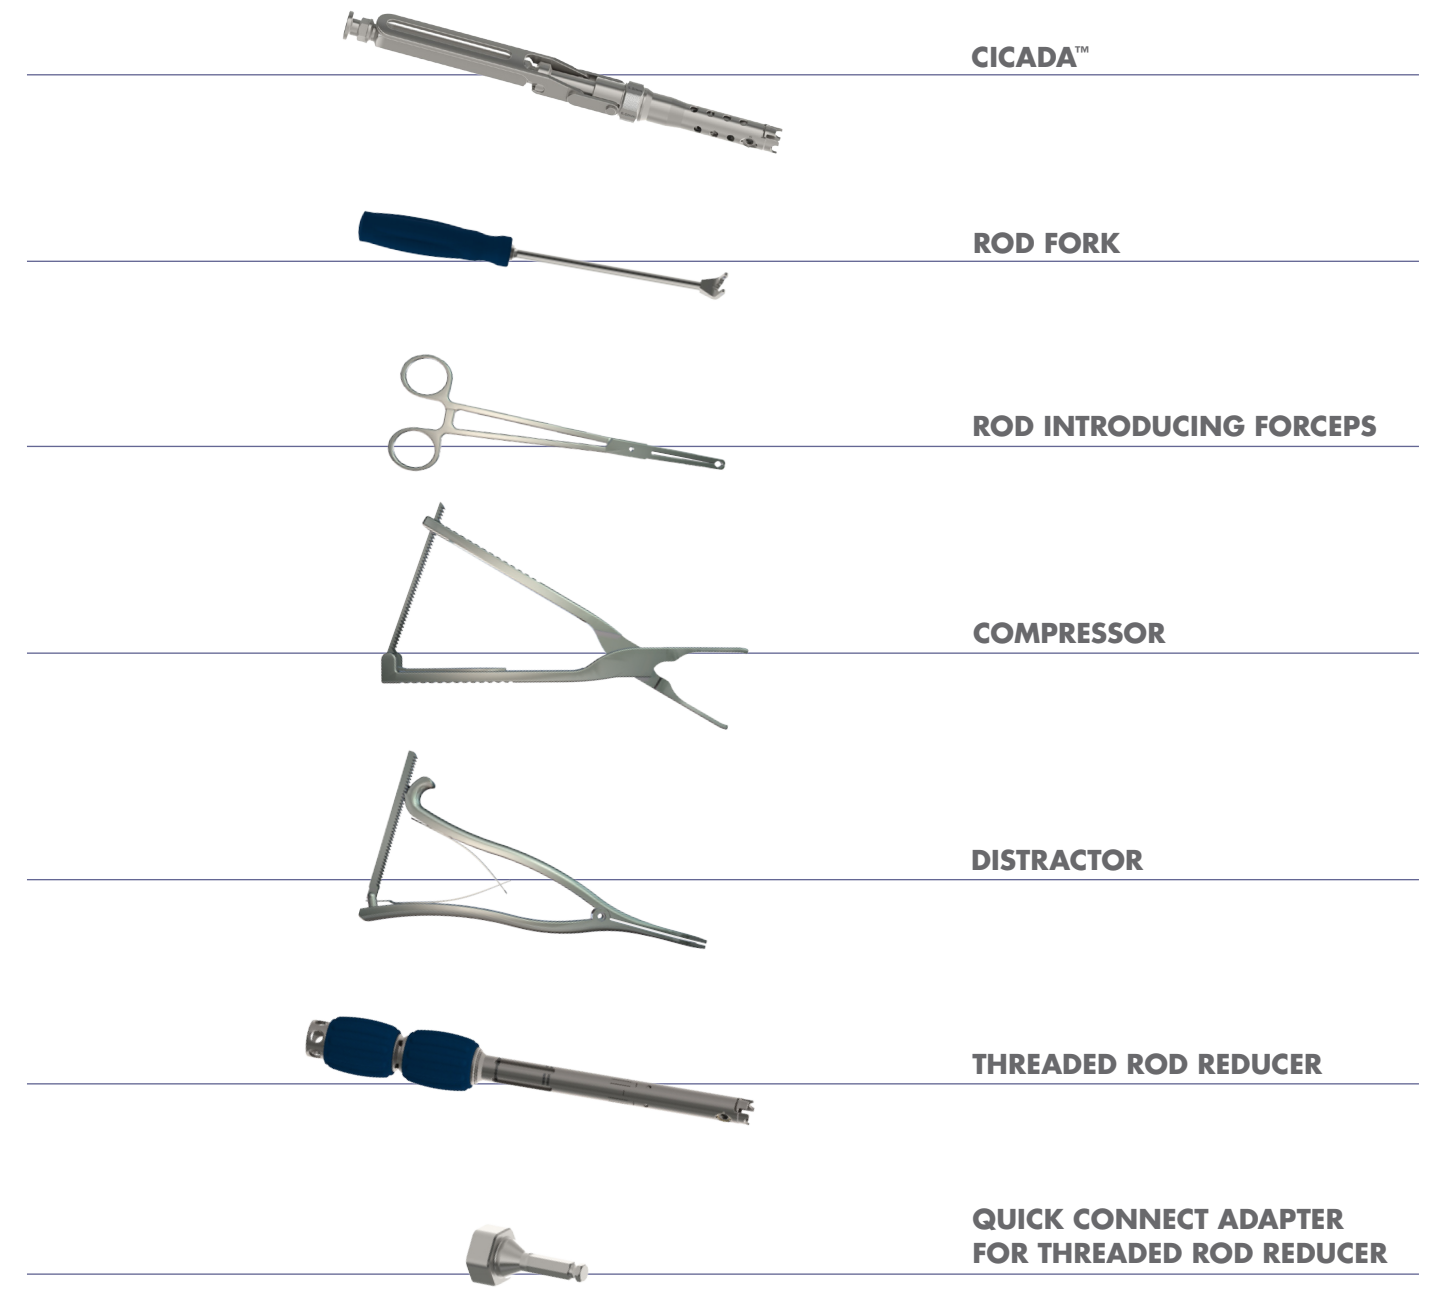 CICADA™
ROD FORK
ROD INTRODUCING FORCEPS
COMPRESSOR
DISTRACTOR
THREADED ROD REDUCER
QUICK CONNECT ADAPTER
FOR THREADED ROD REDUCER